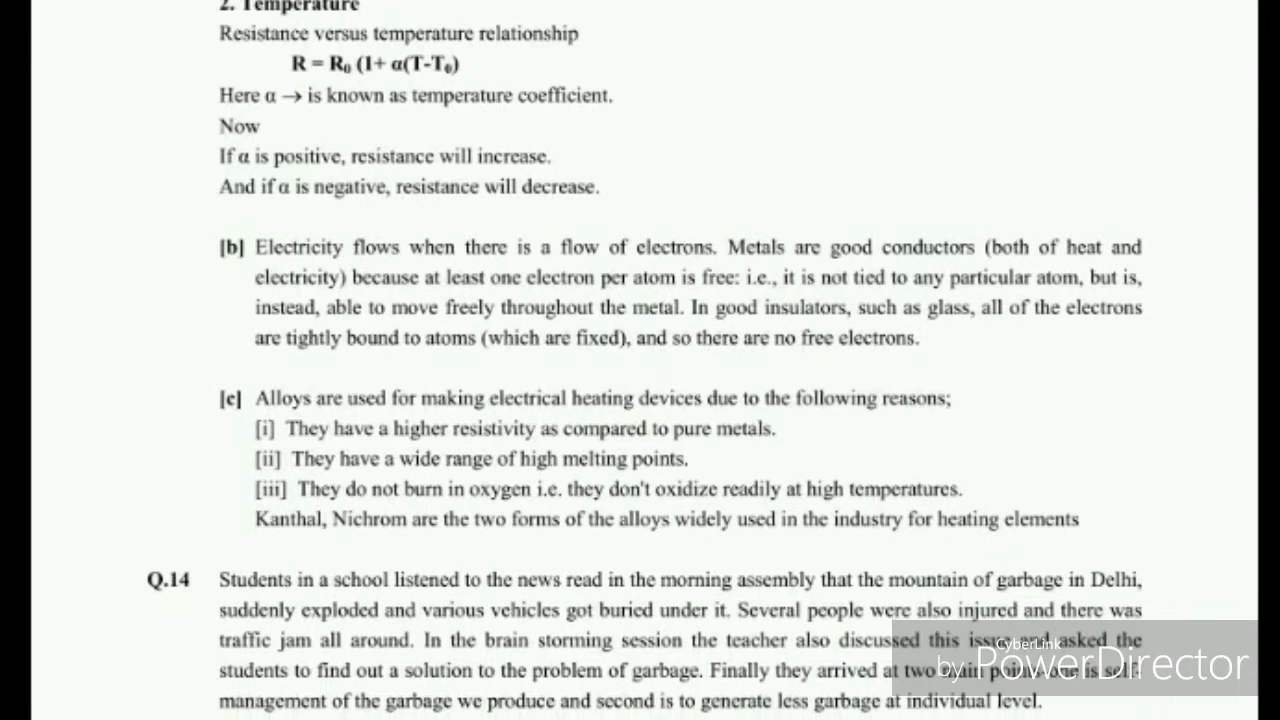 2. Temperature
Resistance versus temperature relationship
R = R₀ (1+ α(T-T₀)
Here α → is known as temperature coefficient.
Now
If α is positive, resistance will increase.
And if α is negative, resistance will decrease.
[b] Electricity flows when there is a flow of electrons. Metals are good conductors (both of heat and
electricity) because at least one electron per atom is free: i.e., it is not tied to any particular atom, but is,
instead, able to move freely throughout the metal. In good insulators, such as glass, all of the electrons
are tightly bound to atoms (which are fixed), and so there are no free electrons.
[c] Alloys are used for making electrical heating devices due to the following reasons;
[i] They have a higher resistivity as compared to pure metals.
[ii] They have a wide range of high melting points.
[iii] They do not burn in oxygen i.e. they don't oxidize readily at high temperatures.
Kanthal, Nichrom are the two forms of the alloys widely used in the industry for heating elements
Q.14 Students in a school listened to the news read in the morning assembly that the mountain of garbage in Delhi,
suddenly exploded and various vehicles got buried under it. Several people were also injured and there was
traffic jam all around. In the brain storming session the teacher also discussed this issue and asked the
students to find out a solution to the problem of garbage. Finally they arrived at two main points one is self-
management of the garbage we produce and second is to generate less garbage at individual level.
CyberLink
by PowerDirector